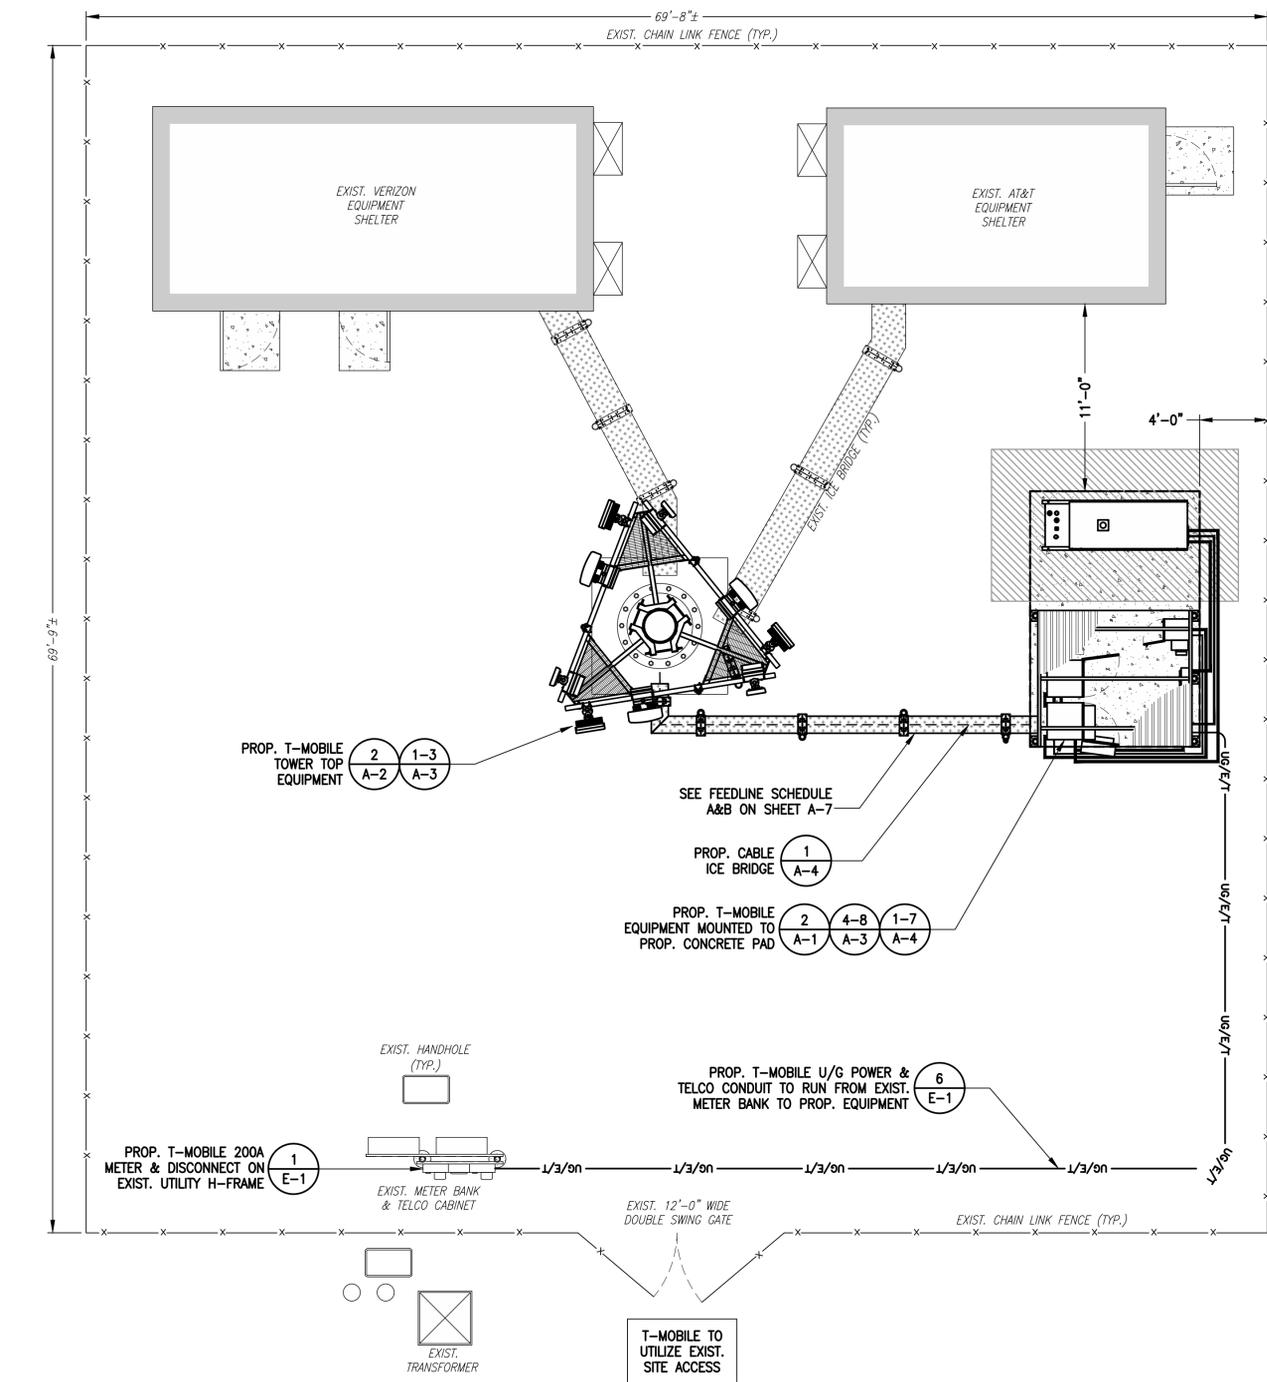 69'-8"±
EXIST. CHAIN LINK FENCE (TYP.)
69'-9"±
EXIST. VERIZON
EQUIPMENT
SHELTER
EXIST. AT&T
EQUIPMENT
SHELTER
11'-0"
4'-0"
EXIST. ICE BRIDGE (TYP.)
PROP. T-MOBILE
TOWER TOP
EQUIPMENT
2
A-2
1-3
A-3
SEE FEEDLINE SCHEDULE
A&B ON SHEET A-7
PROP. CABLE
ICE BRIDGE
1
A-4
PROP. T-MOBILE
EQUIPMENT MOUNTED TO
PROP. CONCRETE PAD
2
A-1
4-8
A-3
1-7
A-4
UG/E/T
UG/E/T
UG/E/T
UG/E/T
EXIST. HANDHOLE
(TYP.)
PROP. T-MOBILE U/G POWER &
TELCO CONDUIT TO RUN FROM EXIST.
METER BANK TO PROP. EQUIPMENT
6
E-1
PROP. T-MOBILE 200A
METER & DISCONNECT ON
EXIST. UTILITY H-FRAME
1
E-1
UG/E/T
UG/E/T
UG/E/T
UG/E/T
UG/E/T
EXIST. METER BANK
& TELCO CABINET
EXIST. 12'-0" WIDE
DOUBLE SWING GATE
EXIST. CHAIN LINK FENCE (TYP.)
T-MOBILE TO
UTILIZE EXIST.
SITE ACCESS
EXIST.
TRANSFORMER